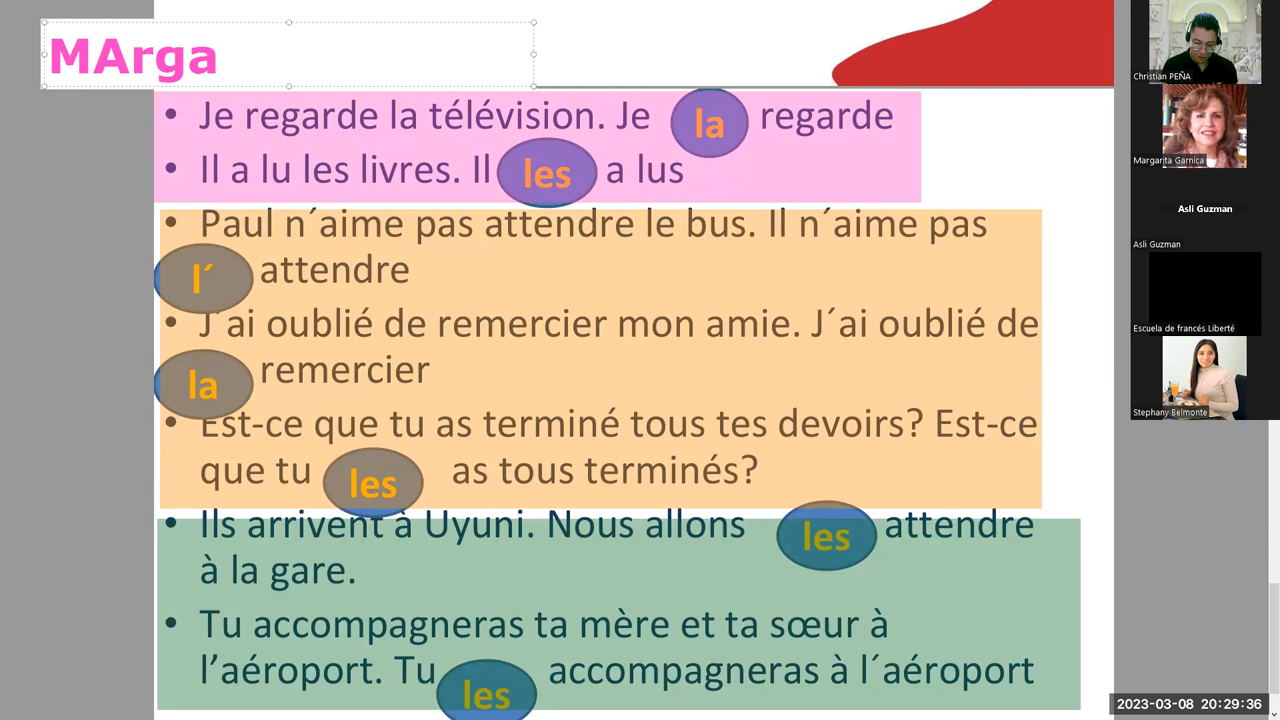 MArga
• Je regarde la télévision. Je la regarde
• Il a lu les livres. Il les a lus
• Paul n´aime pas attendre le bus. Il n´aime pas
l´ attendre
• J´ai oublié de remercier mon amie. J´ai oublié de
la remercier
• Est-ce que tu as terminé tous tes devoirs? Est-ce
que tu les as tous terminés?
• Ils arrivent à Uyuni. Nous allons les attendre
à la gare.
• Tu accompagneras ta mère et ta sœur à
l’aéroport. Tu les accompagneras à l´aéroport
Christian PEÑA
Margarita Garnica
Asli Guzman
Asli Guzman
Escuela de francés Liberté
Stephany Belmonte
2023-03-08 20:29:36